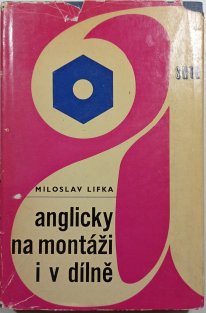 SNTL
MILOSLAV LIFKA
anglicky
na montáži
i v dílně